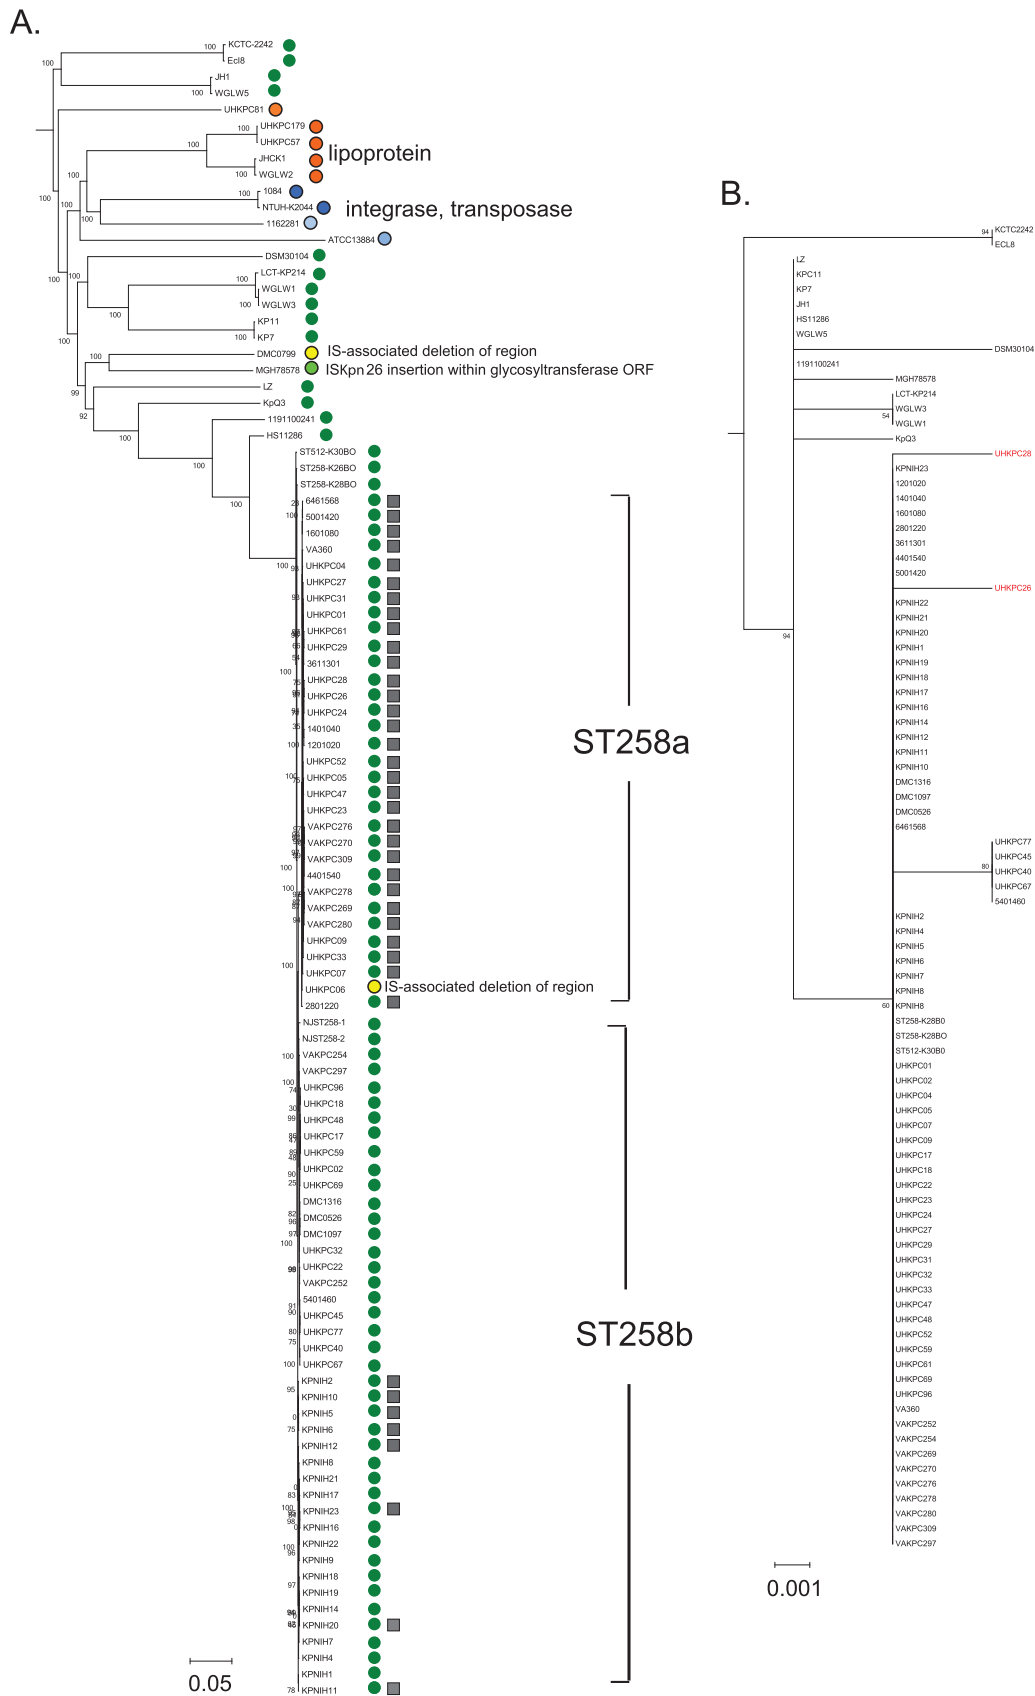 A.
KCTC-2242
Ecl8
JH1
WGLW5
UHKPC81
UHKPC179
UHKPC57
JHCK1
WGLW2
lipoprotein
1084
NTUH-K2044
1162281
integrase, transposase
ATCC13884
DSM30104
LCT-KP214
WGLW1
WGLW3
KP11
KP7
DMC0799
IS-associated deletion of region
MGH78578
ISKpn26 insertion within glycosyltransferase ORF
LZ
KpQ3
1191100241
HS11286
ST512-K30BO
ST258-K26BO
ST258-K28BO
6461568
5001420
1601080
VA360
UHKPC04
UHKPC27
UHKPC31
UHKPC01
UHKPC61
UHKPC29
3611301
UHKPC28
UHKPC26
UHKPC24
1401040
1201020
UHKPC52
UHKPC05
UHKPC47
UHKPC23
VAKPC276
VAKPC270
VAKPC309
4401540
VAKPC278
VAKPC269
VAKPC280
UHKPC09
UHKPC33
UHKPC07
UHKPC06
IS-associated deletion of region
2801220
ST258a
NJST258-1
NJST258-2
VAKPC254
VAKPC297
UHKPC96
UHKPC18
UHKPC48
UHKPC17
UHKPC59
UHKPC02
UHKPC69
DMC1316
DMC0526
DMC1097
UHKPC32
UHKPC22
VAKPC252
5401460
UHKPC45
UHKPC77
UHKPC40
UHKPC67
KPNIH2
KPNIH10
KPNIH5
KPNIH6
KPNIH12
KPNIH8
KPNIH21
KPNIH17
KPNIH23
KPNIH16
KPNIH22
KPNIH9
KPNIH18
KPNIH19
KPNIH14
KPNIH20
KPNIH7
KPNIH4
KPNIH1
KPNIH11
ST258b
0.05
B.
94
KCTC2242
ECL8
LZ
KPC11
KP7
JH1
HS11286
WGLW5
DSM30104
1191100241
MGH78578
LCT-KP214
WGLW3
54
WGLW1
KpQ3
UHKPC28
KPNIH23
1201020
1401040
1601080
2801220
3611301
4401540
5001420
UHKPC26
KPNIH22
KPNIH21
KPNIH20
KPNIH1
94
KPNIH19
KPNIH18
KPNIH17
KPNIH16
KPNIH14
KPNIH12
KPNIH11
KPNIH10
DMC1316
DMC1097
DMC0526
6461568
UHKPC77
UHKPC45
80
UHKPC40
UHKPC67
5401460
KPNIH2
KPNIH4
KPNIH5
KPNIH6
KPNIH7
KPNIH8
60
KPNIH8
ST258-K28B0
ST258-K28BO
ST512-K30B0
UHKPC01
UHKPC02
UHKPC04
UHKPC05
UHKPC07
UHKPC09
UHKPC17
UHKPC18
UHKPC22
UHKPC23
UHKPC24
UHKPC27
UHKPC29
UHKPC31
UHKPC32
UHKPC33
UHKPC47
UHKPC48
UHKPC52
UHKPC59
UHKPC61
UHKPC69
UHKPC96
VA360
VAKPC252
VAKPC254
VAKPC269
VAKPC270
VAKPC276
VAKPC278
VAKPC280
VAKPC309
VAKPC297
0.001